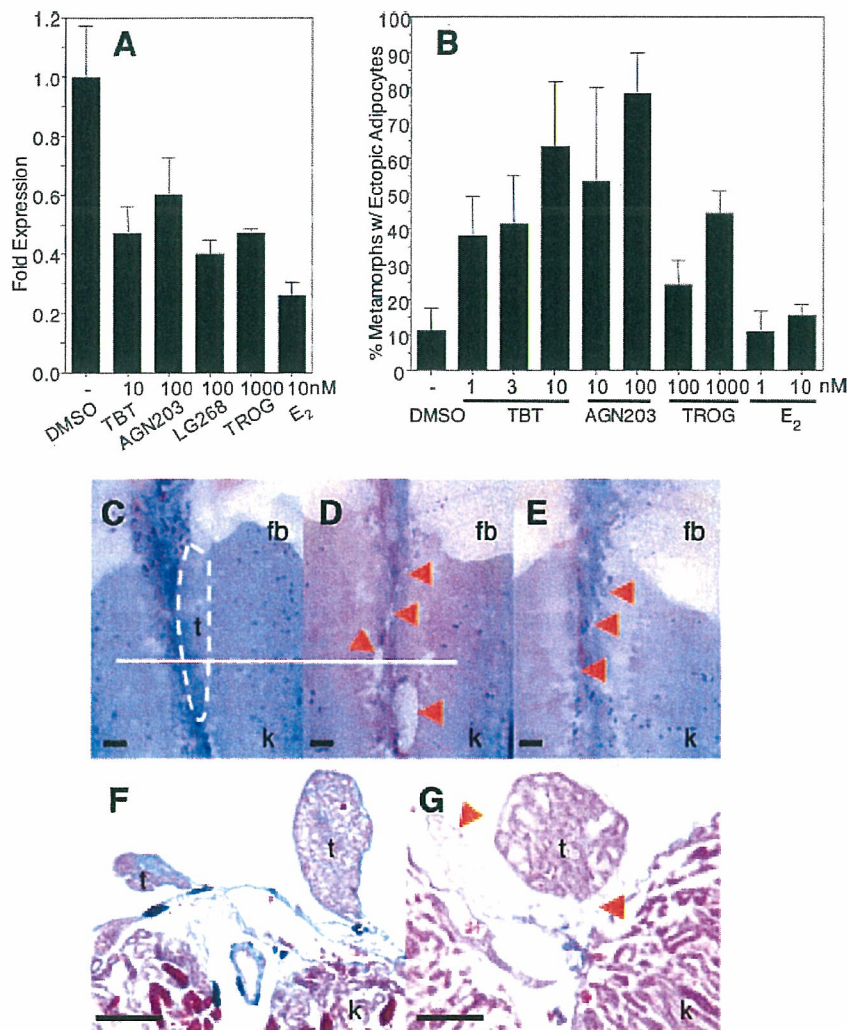 A
Fold Expression
1.2
1.0
0.8
0.6
0.4
0.2
0.0
- 10 100 100 1000 10nM
DMSO TBT AGN203 LG268 TROG E₂
B
% Metamorphs w/ Ectopic Adipocytes
100
90
80
70
60
50
40
30
20
10
0
- 1 3 10 10 100 100 1000 1 10 nM
DMSO TBT AGN203 TROG E₂
C fb t k
D fb k
E fb k
F t t k
G t k